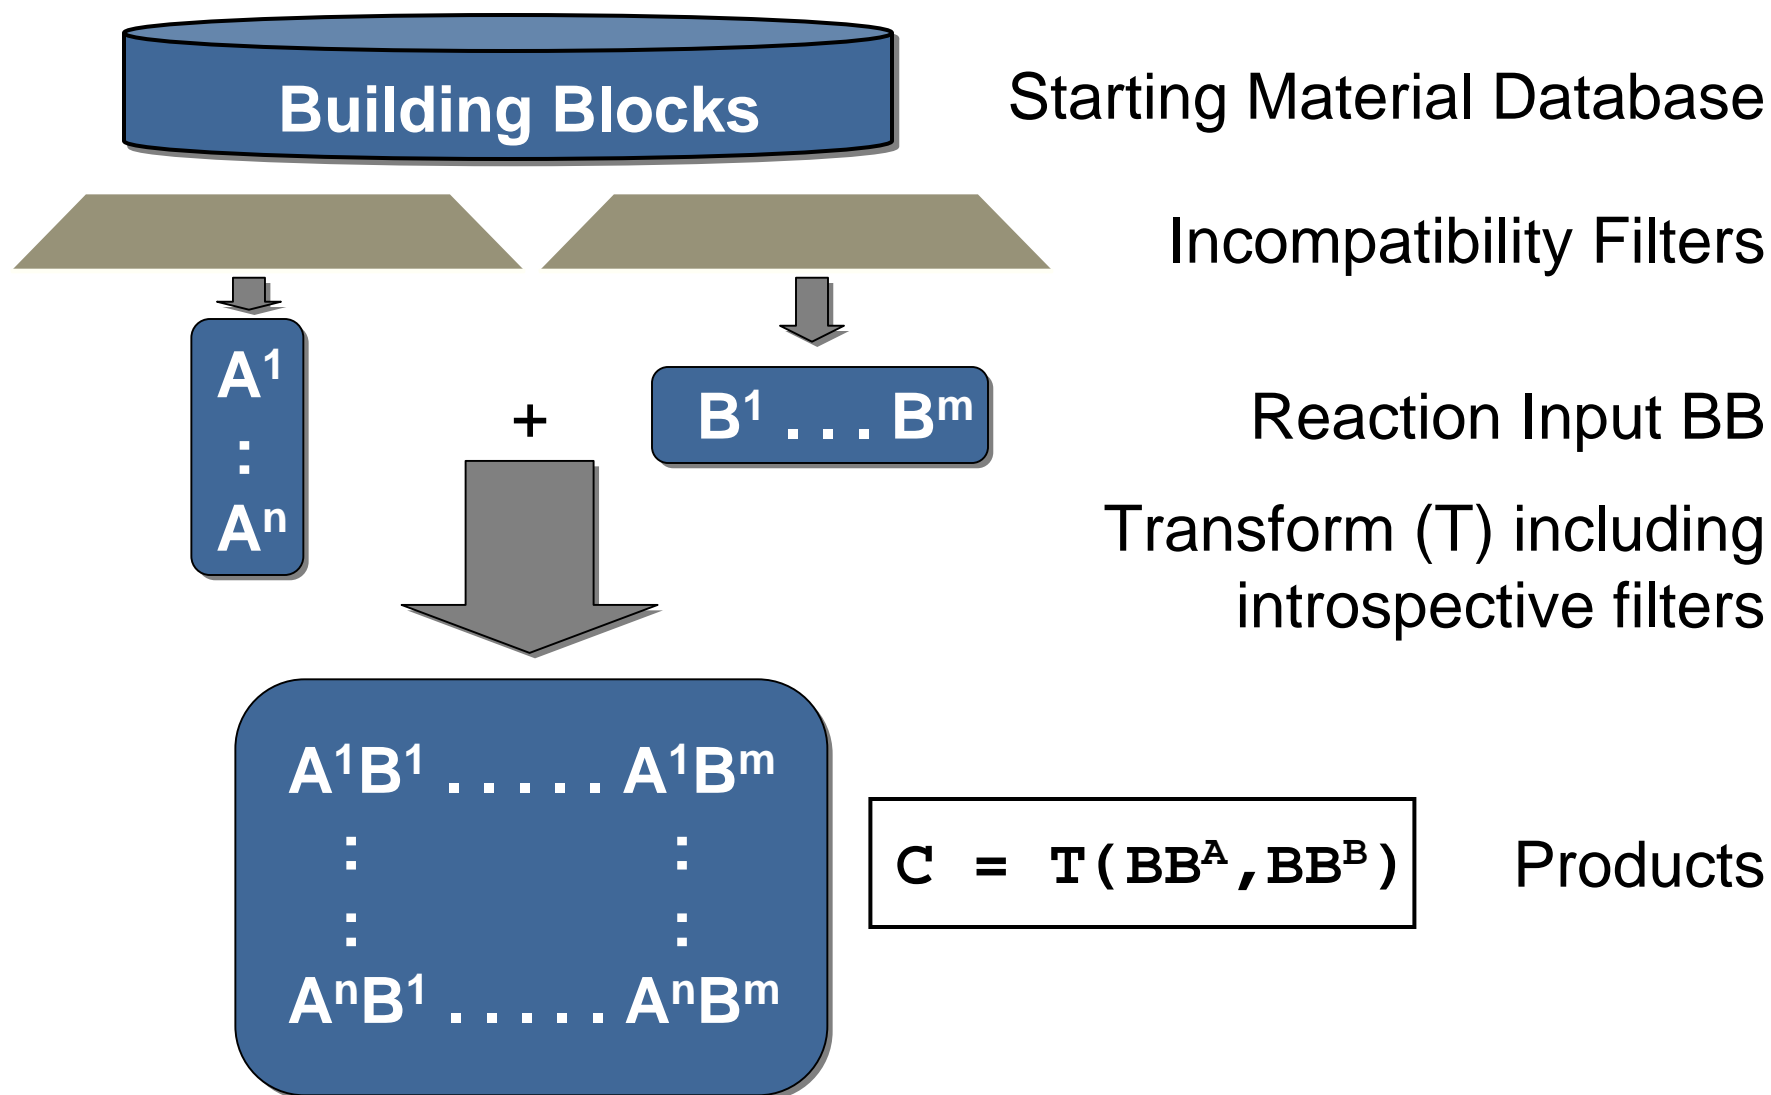 Building Blocks
Starting Material Database
Incompatibility Filters
A¹
:
Aⁿ
+
B¹ . . . Bᵐ
Reaction Input BB
Transform (T) including
introspective filters
A¹B¹ . . . . . A¹Bᵐ
: :
: :
AⁿB¹ . . . . . AⁿBᵐ
C = T(BBᴬ,BBᴮ)
Products